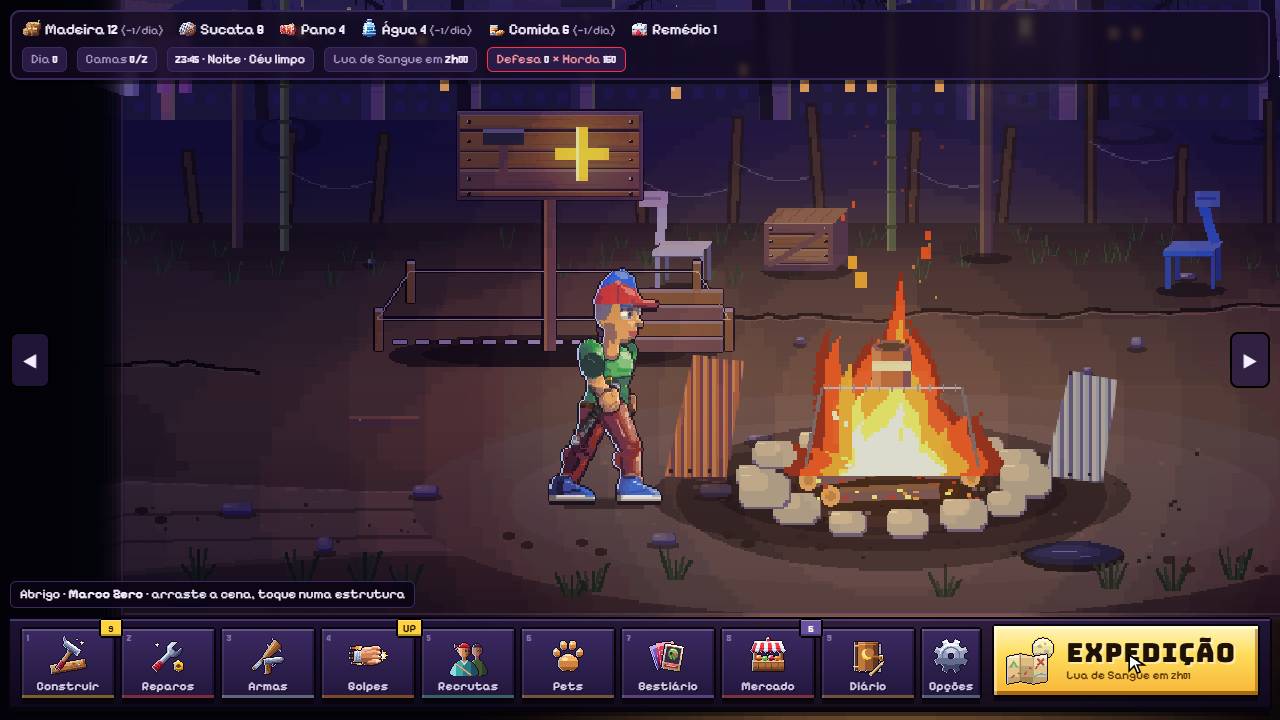 Madeira 12 (-1/dia) Sucata 8 Pano 4 Água 4 (-1/dia) Comida 6 (-1/dia) Remédio 1
Dia 0 Camas 0/2 23:45 · Noite · Céu limpo Lua de Sangue em 2h00 Defesa 0 × Horda 160
◀
▶
Abrigo · Marco Zero · arraste a cena, toque numa estrutura
9 UP 6
1 2 3 4 5 6 7 8 9
Construir Reparos Armas Golpes Recrutas Pets Bestiário Mercado Diário Opções
EXPEDIÇÃO
Lua de Sangue em 2h01